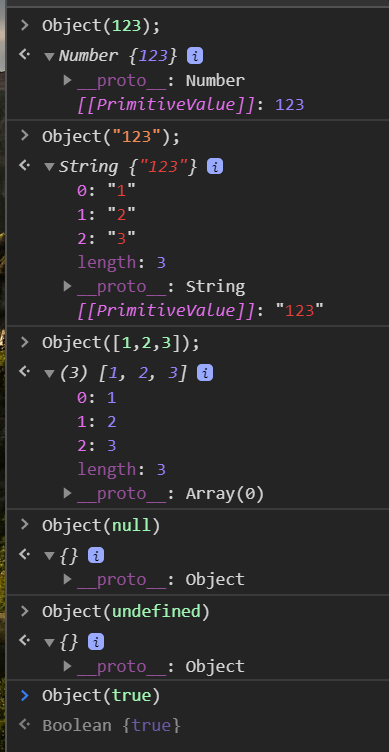 > Object(123);
<· ▼Number {123} i
▶__proto__: Number
[[PrimitiveValue]]: 123
> Object("123");
<· ▼String {"123"} i
0: "1"
1: "2"
2: "3"
length: 3
▶__proto__: String
[[PrimitiveValue]]: "123"
> Object([1,2,3]);
<· ▼(3) [1, 2, 3] i
0: 1
1: 2
2: 3
length: 3
▶__proto__: Array(0)
> Object(null)
<· ▼{} i
▶__proto__: Object
> Object(undefined)
<· ▼{} i
▶__proto__: Object
> Object(true)
<· Boolean {true}